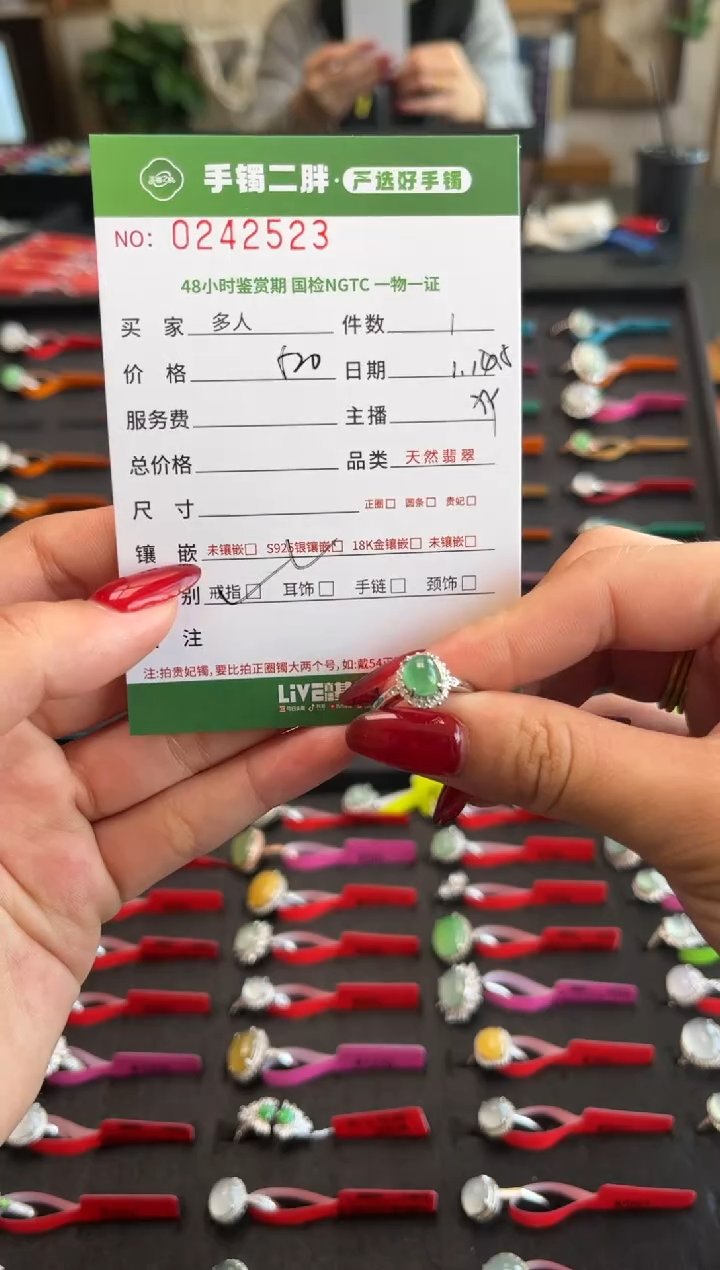 手镯二胖·严选好手镯
NO: 0242523
48小时鉴赏期 国检NGTC 一物一证
买 家 多人 件数 1
价 格 520 日期
服务费 主播
总价格 品类 天然翡翠
尺 寸 正圈□ 圆条□ 贵妃□
镶 嵌 未镶嵌□ S925银镶嵌□ 18K金镶嵌□ 未镶嵌□
别 戒指□ 耳饰□ 手链□ 颈饰□
注
注:拍贵妃镯,要比拍正圈镯大两个号,如:戴54
LiVE